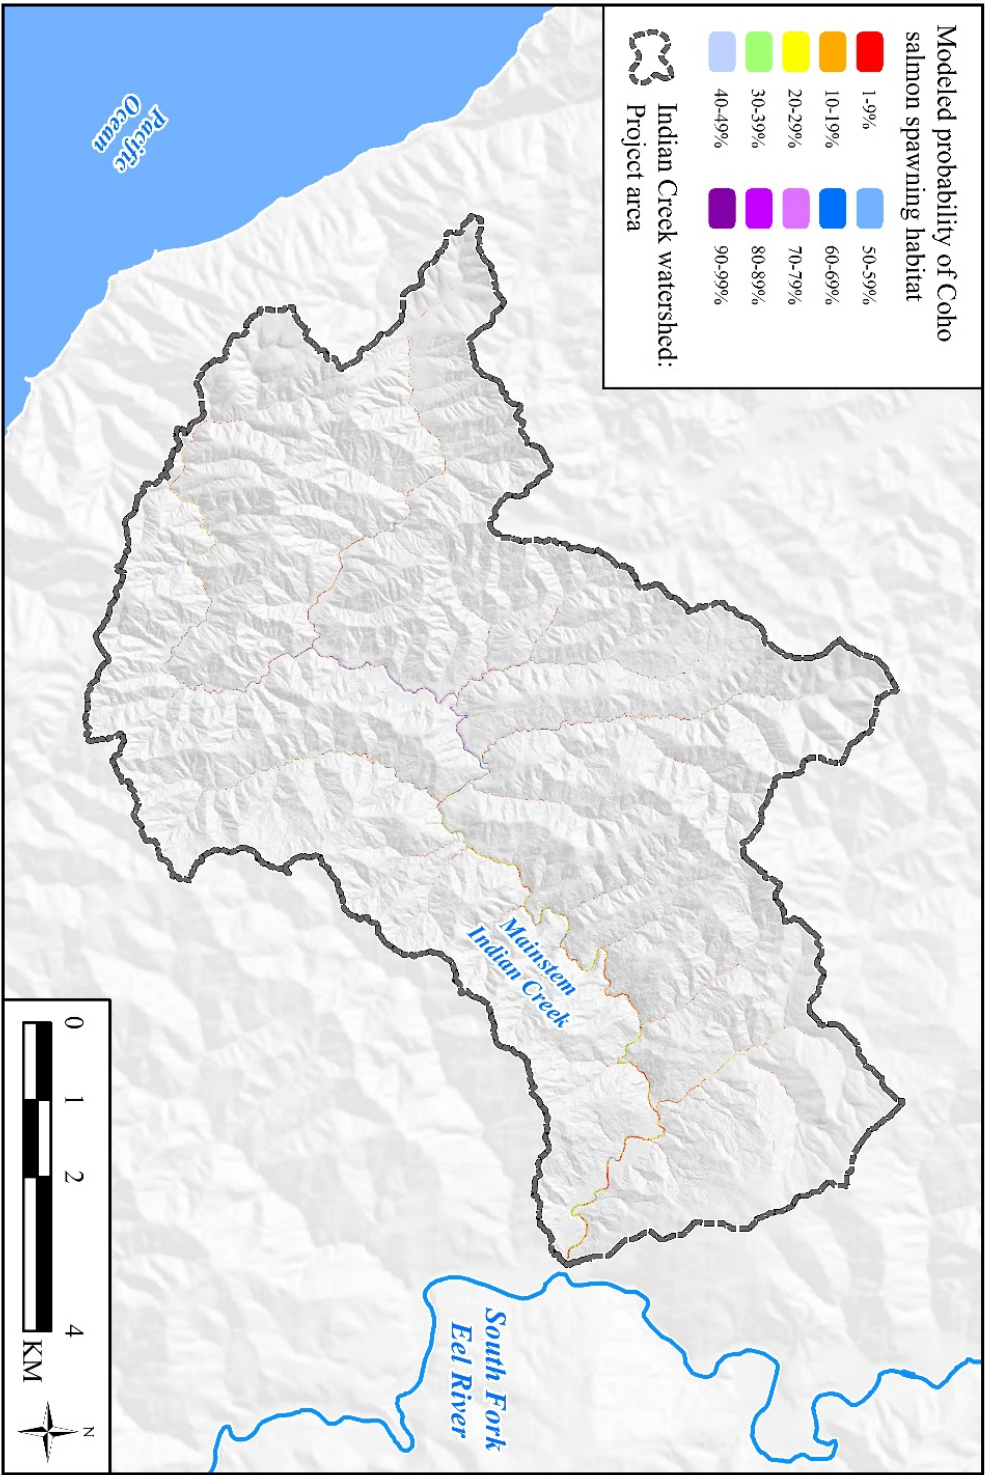 Modeled probability of Coho
salmon spawning habitat
1-9%
10-19%
20-29%
30-39%
40-49%
50-59%
60-69%
70-79%
80-89%
90-99%
Indian Creek watershed:
Project area
Pacific
Ocean
Mainstem
Indian Creek
South Fork
Eel River
0 1 2 4
KM
N